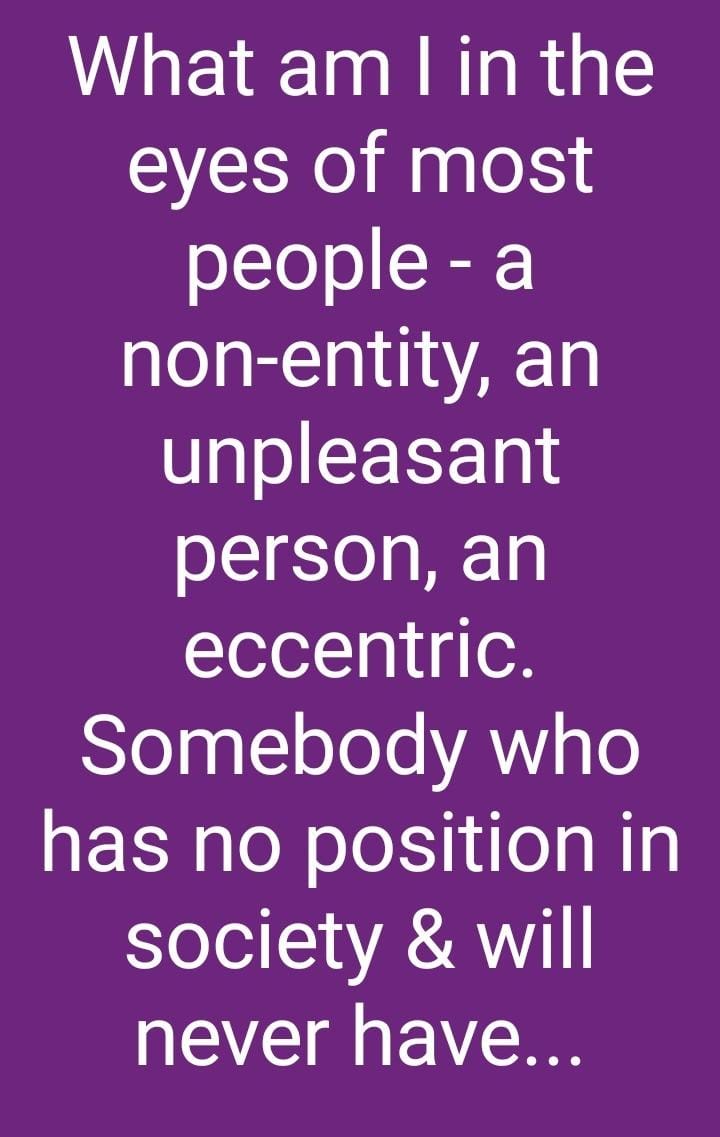 What am I in the
eyes of most
people - a
non-entity, an
unpleasant
person, an
eccentric.
Somebody who
has no position in
society & will
never have...